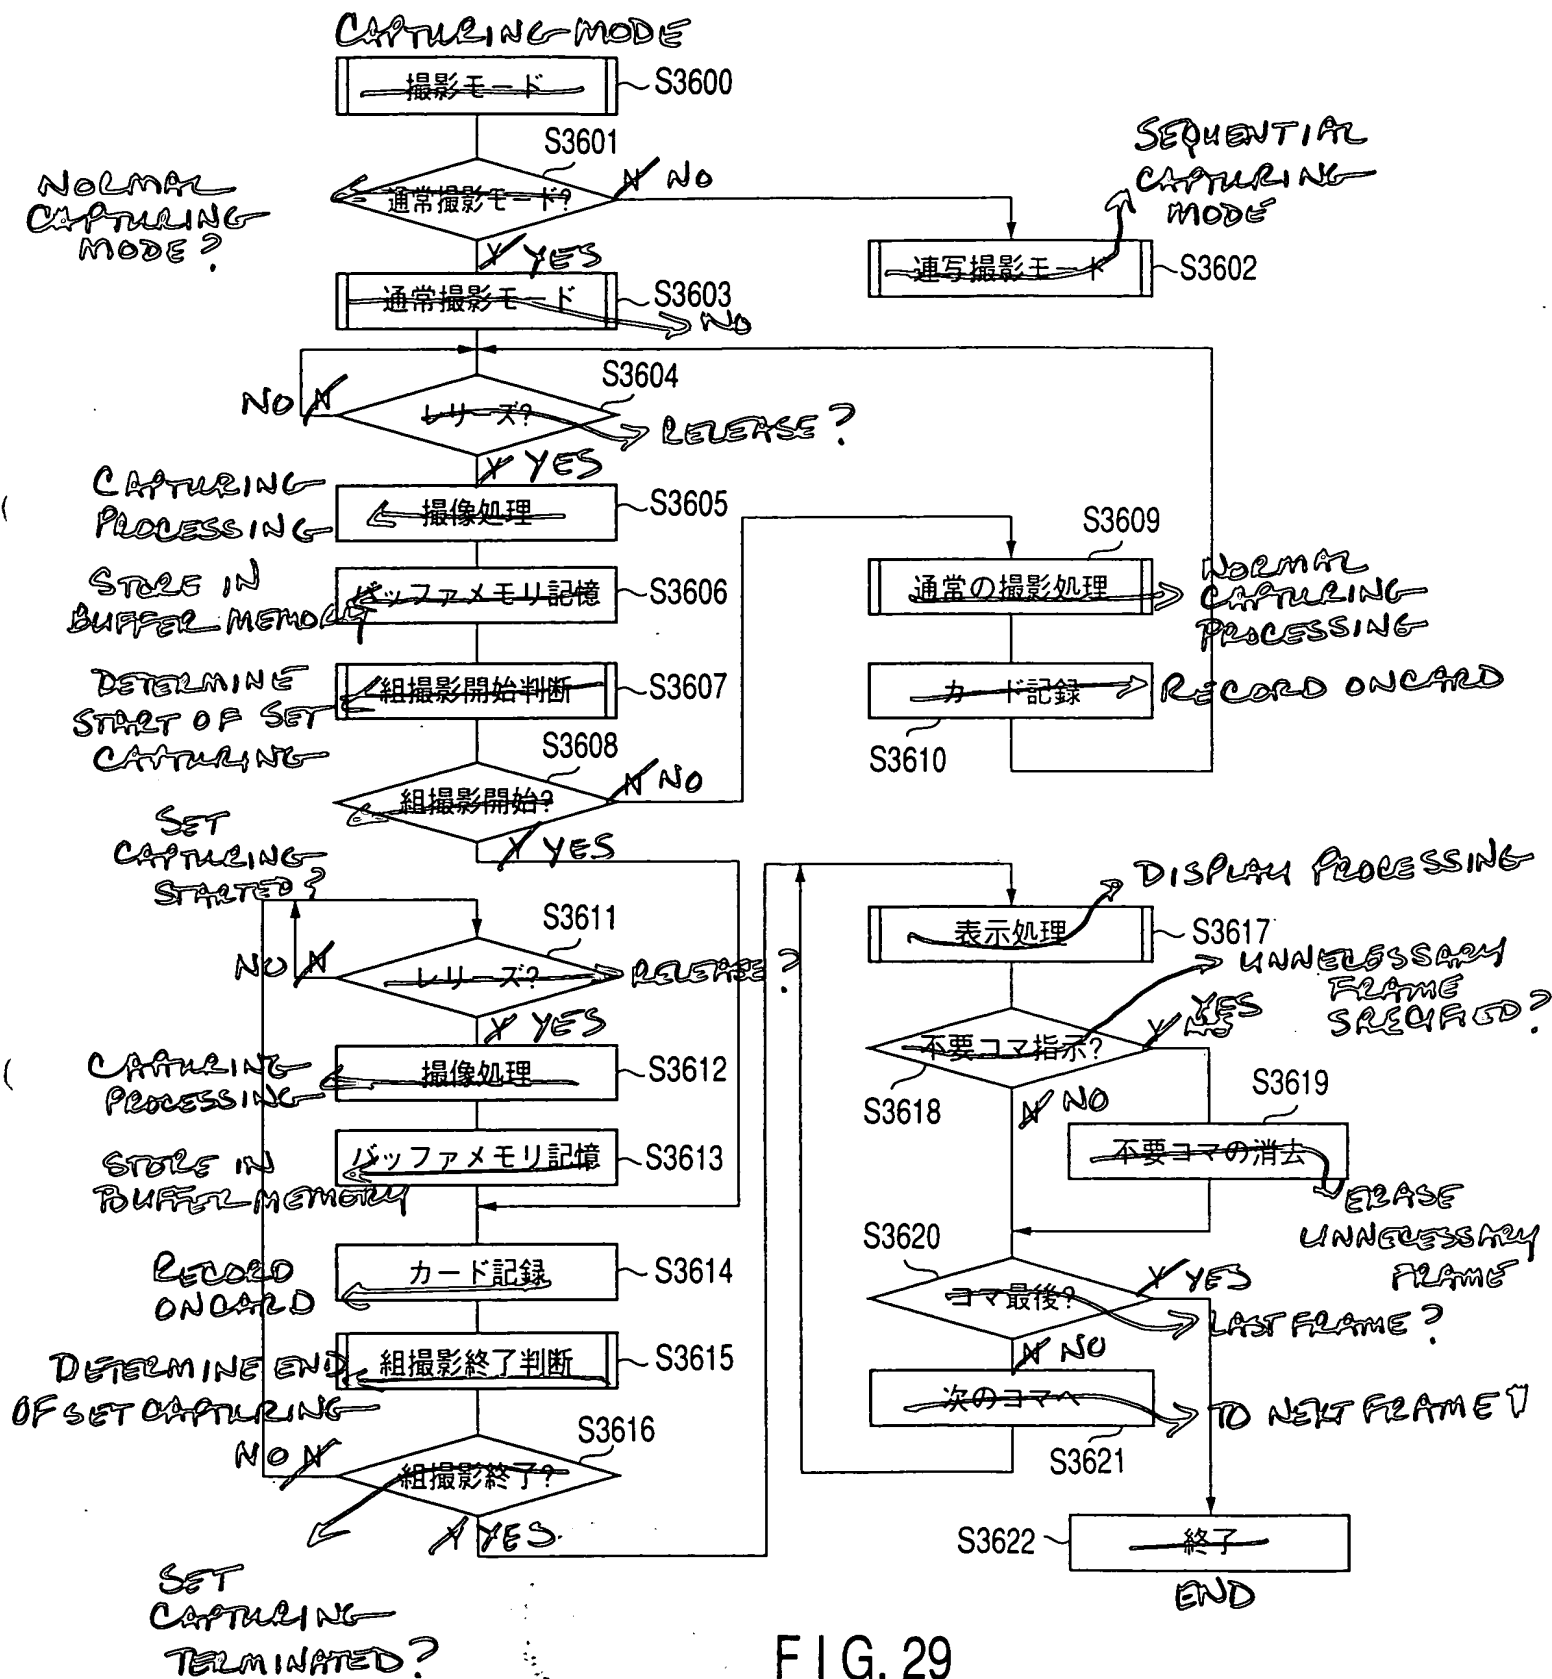 CAPTURING MODE
撮影モード
S3600
S3601
通常撮影モード?
N NO
NORMAL
CAPTURING
MODE?
SEQUENTIAL
CAPTURING
MODE
Y YES
連写撮影モード
S3602
通常撮影モード
S3603
NO
S3604
NO N
レリーズ?
RELEASE?
Y YES
CAPTURING
PROCESSING
撮像処理
S3605
STORE IN
BUFFER MEMORY
バッファメモリ記憶
S3606
DETERMINE
START OF SET
CAPTURING
組撮影開始判断
S3607
S3608
組撮影開始?
N NO
SET
CAPTURING
STARTED?
Y YES
S3609
通常の撮影処理
NORMAL
CAPTURING
PROCESSING
カード記録
RECORD ON CARD
S3610
S3611
NO N
レリーズ?
RELEASE?
Y YES
CAPTURING
PROCESSING
撮像処理
S3612
STORE IN
BUFFER MEMORY
バッファメモリ記憶
S3613
RECORD
ON CARD
カード記録
S3614
DETERMINE END
OF SET CAPTURING
組撮影終了判断
S3615
S3616
NO N
組撮影終了?
Y YES
SET
CAPTURING
TERMINATED?
DISPLAY PROCESSING
表示処理
S3617
UNNECESSARY
FRAME
SPECIFIED?
不要コマ指示?
Y YES
S3618
N NO
S3619
不要コマの消去
ERASE
UNNECESSARY
FRAME
S3620
コマ最後?
Y YES
LAST FRAME?
N NO
次のコマへ
TO NEXT FRAME
S3621
S3622
終了
END
FIG. 29